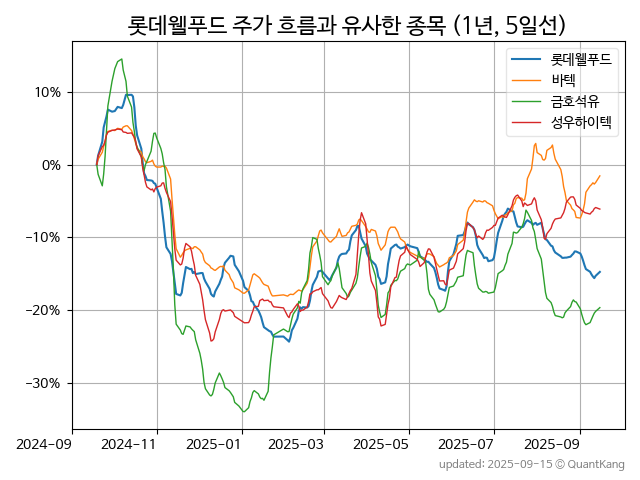 롯데웰푸드 주가 흐름과 유사한 종목 (1년, 5일선)
롯데웰푸드
바텍
금호석유
성우하이텍
10%
0%
−10%
−20%
−30%
2024-09
2024-11
2025-01
2025-03
2025-05
2025-07
2025-09
updated: 2025-09-15 © QuantKang